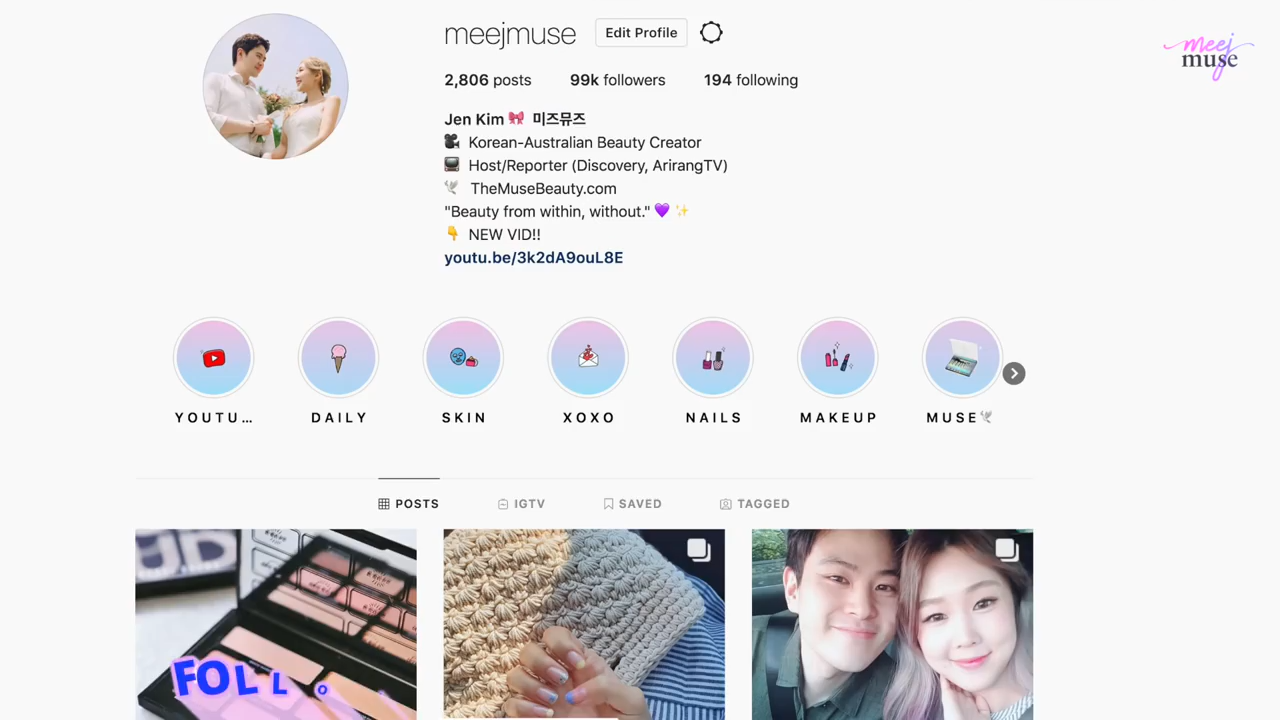 meejmuse Edit Profile
meej
muse
2,806 posts 99k followers 194 following
Jen Kim 🎀 미즈뮤즈
🎥 Korean-Australian Beauty Creator
📺 Host/Reporter (Discovery, ArirangTV)
🕊 TheMuseBeauty.com
"Beauty from within, without." 💜 ✨
👇 NEW VID!!
youtu.be/3k2dA9ouL8E
YOUTU... DAILY SKIN XOXO NAILS MAKEUP MUSE🕊
POSTS IGTV SAVED TAGGED
FOLLO